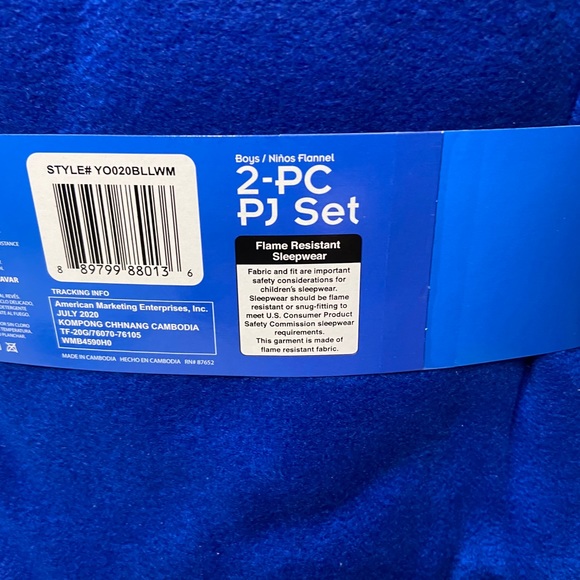 STYLE# YO020BLLWM
8 89799 88013 6
TRACKING INFO
American Marketing Enterprises, Inc.
JULY 2020
KOMPONG CHHNANG CAMBODIA
TF-20G/76070-76105
WMB4590H0
MADE IN CAMBODIA HECHO EN CAMBODIA RN# 87652
Boys / Niños Flannel
2-PC
PJ Set
Flame Resistant
Sleepwear
Fabric and fit are important
safety considerations for
children's sleepwear.
Sleepwear should be flame
resistant or snug-fitting to
meet U.S. Consumer Product
Safety Commission sleepwear
requirements.
This garment is made of
flame resistant fabric.